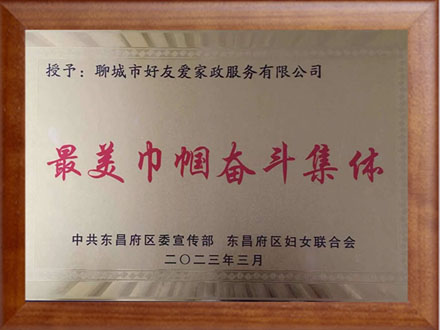 授予：聊城市好友爱家政服务有限公司
最美巾帼奋斗集体
中共东昌府区委宣传部 东昌府区妇女联合会
二〇二三年三月